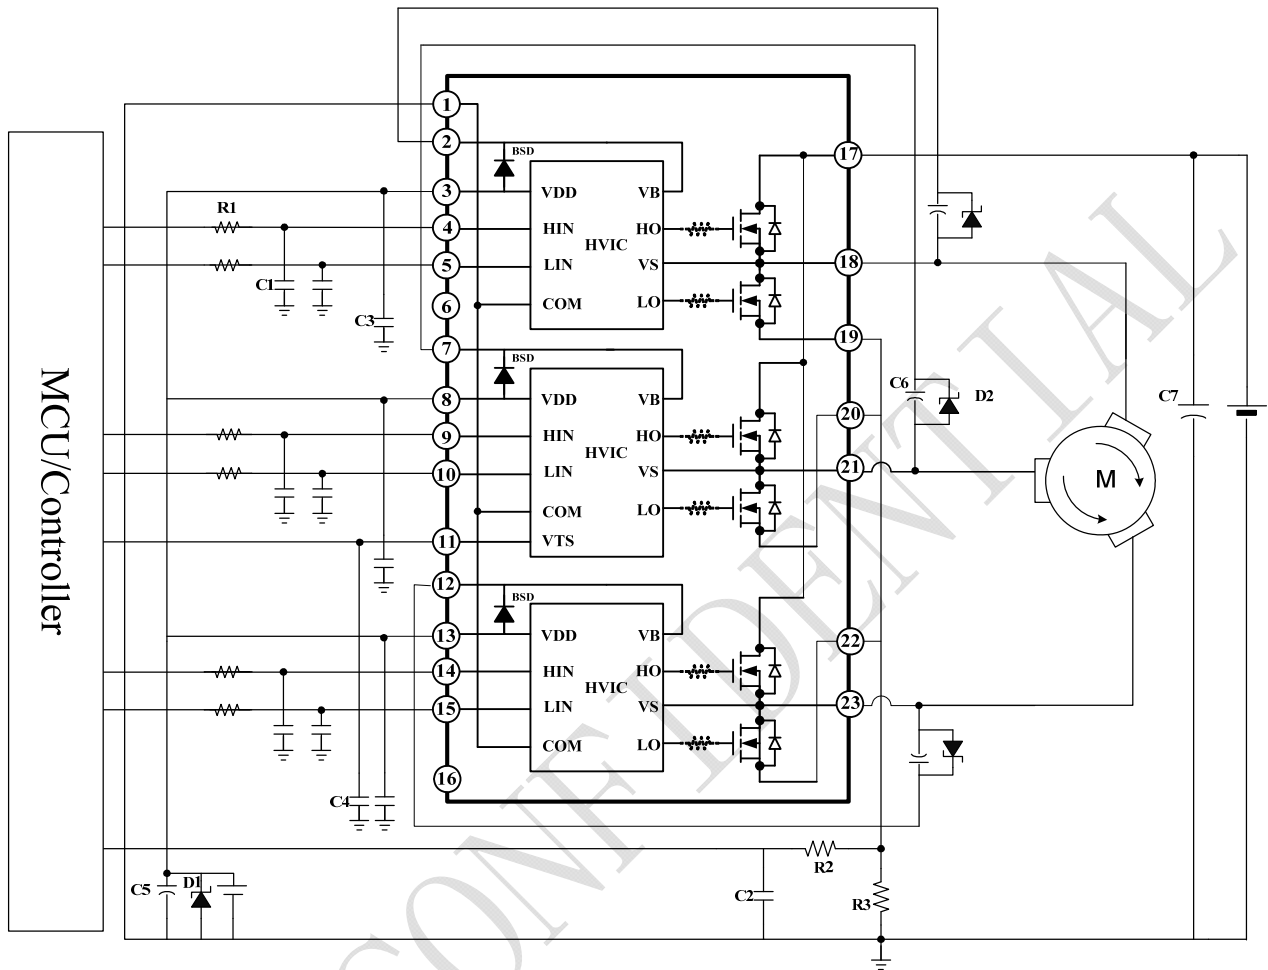 1
2
BSD
17
3
VDD
VB
R1
4
HIN
HO
HVIC
5
LIN
VS
18
C1
6
COM
LO
C3
19
7
BSD
C6
D2
C7
8
VDD
VB
20
9
HIN
HO
HVIC
10
LIN
VS
21
M
COM
LO
11
VTS
MCU/Controller
12
BSD
13
VDD
VB
22
14
HIN
HO
HVIC
15
LIN
VS
23
COM
LO
16
C4
R2
C5
D1
C2
R3
CONFIDENTIAL